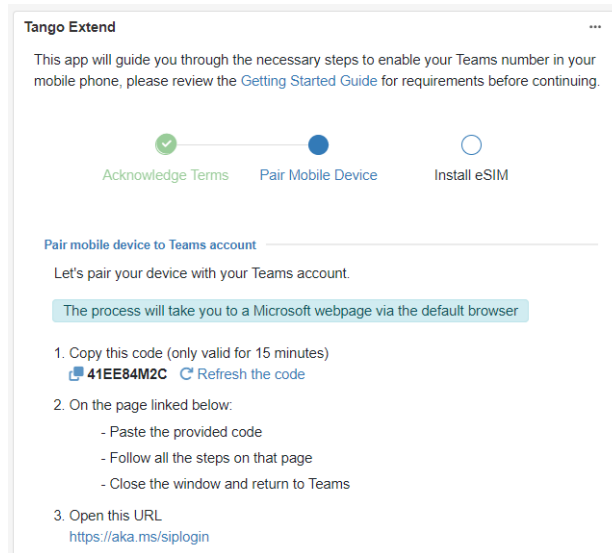 Tango Extend
This app will guide you through the necessary steps to enable your Teams number in your
mobile phone, please review the Getting Started Guide for requirements before continuing.
Acknowledge Terms Pair Mobile Device Install eSIM
Pair mobile device to Teams account
Let's pair your device with your Teams account.
The process will take you to a Microsoft webpage via the default browser
1. Copy this code (only valid for 15 minutes)
41EE84M2C Refresh the code
2. On the page linked below:
- Paste the provided code
- Follow all the steps on that page
- Close the window and return to Teams
3. Open this URL
https://aka.ms/siplogin